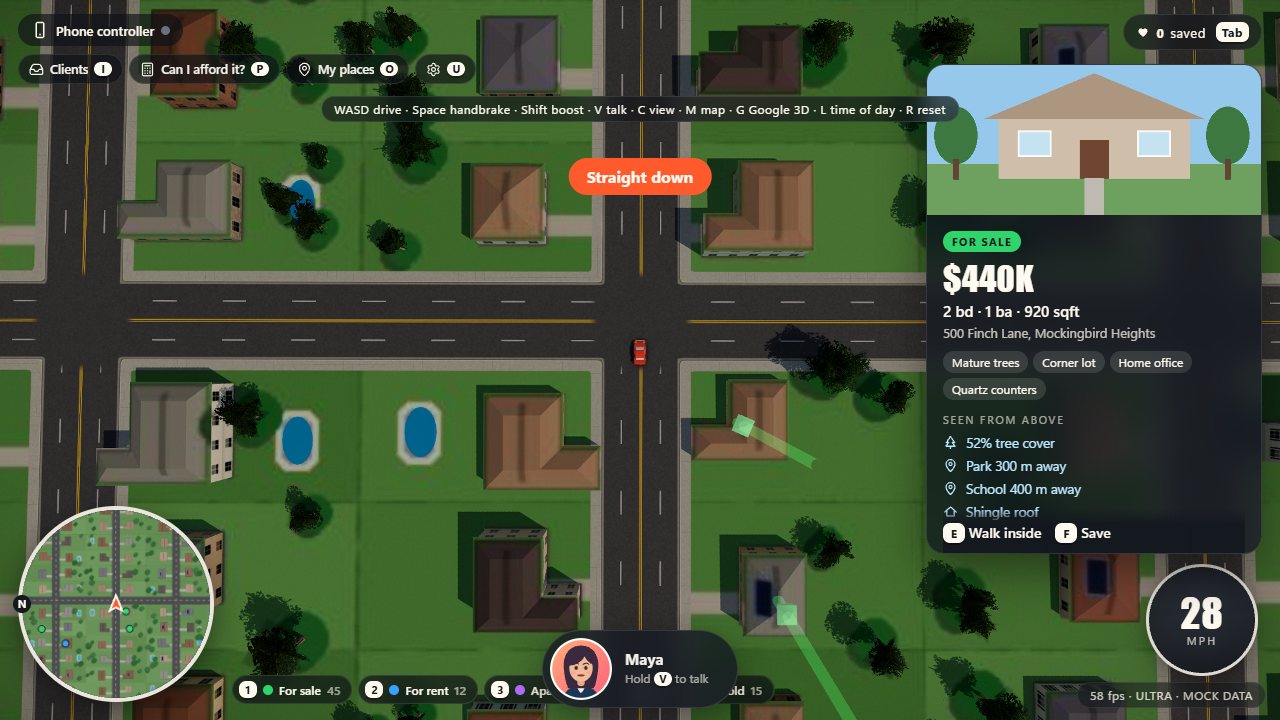 Phone controller
0 saved Tab
Clients I
Can I afford it? P
My places O
U
WASD drive · Space handbrake · Shift boost · V talk · C view · M map · G Google 3D · L time of day · R reset
Straight down
FOR SALE
$440K
2 bd · 1 ba · 920 sqft
500 Finch Lane, Mockingbird Heights
Mature trees
Corner lot
Home office
Quartz counters
SEEN FROM ABOVE
52% tree cover
Park 300 m away
School 400 m away
Shingle roof
E Walk inside F Save
N
28
MPH
Maya
Hold V to talk
1 For sale 45
2 For rent 12
3
15
58 fps · ULTRA · MOCK DATA